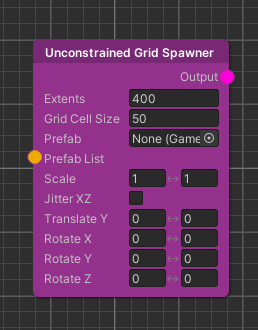 Unconstrained Grid Spawner
Output
Extents 400
Grid Cell Size 50
Prefab None (Game
Prefab List
Scale 1 ↔ 1
Jitter XZ
Translate Y 0 ↔ 0
Rotate X 0 ↔ 0
Rotate Y 0 ↔ 0
Rotate Z 0 ↔ 0